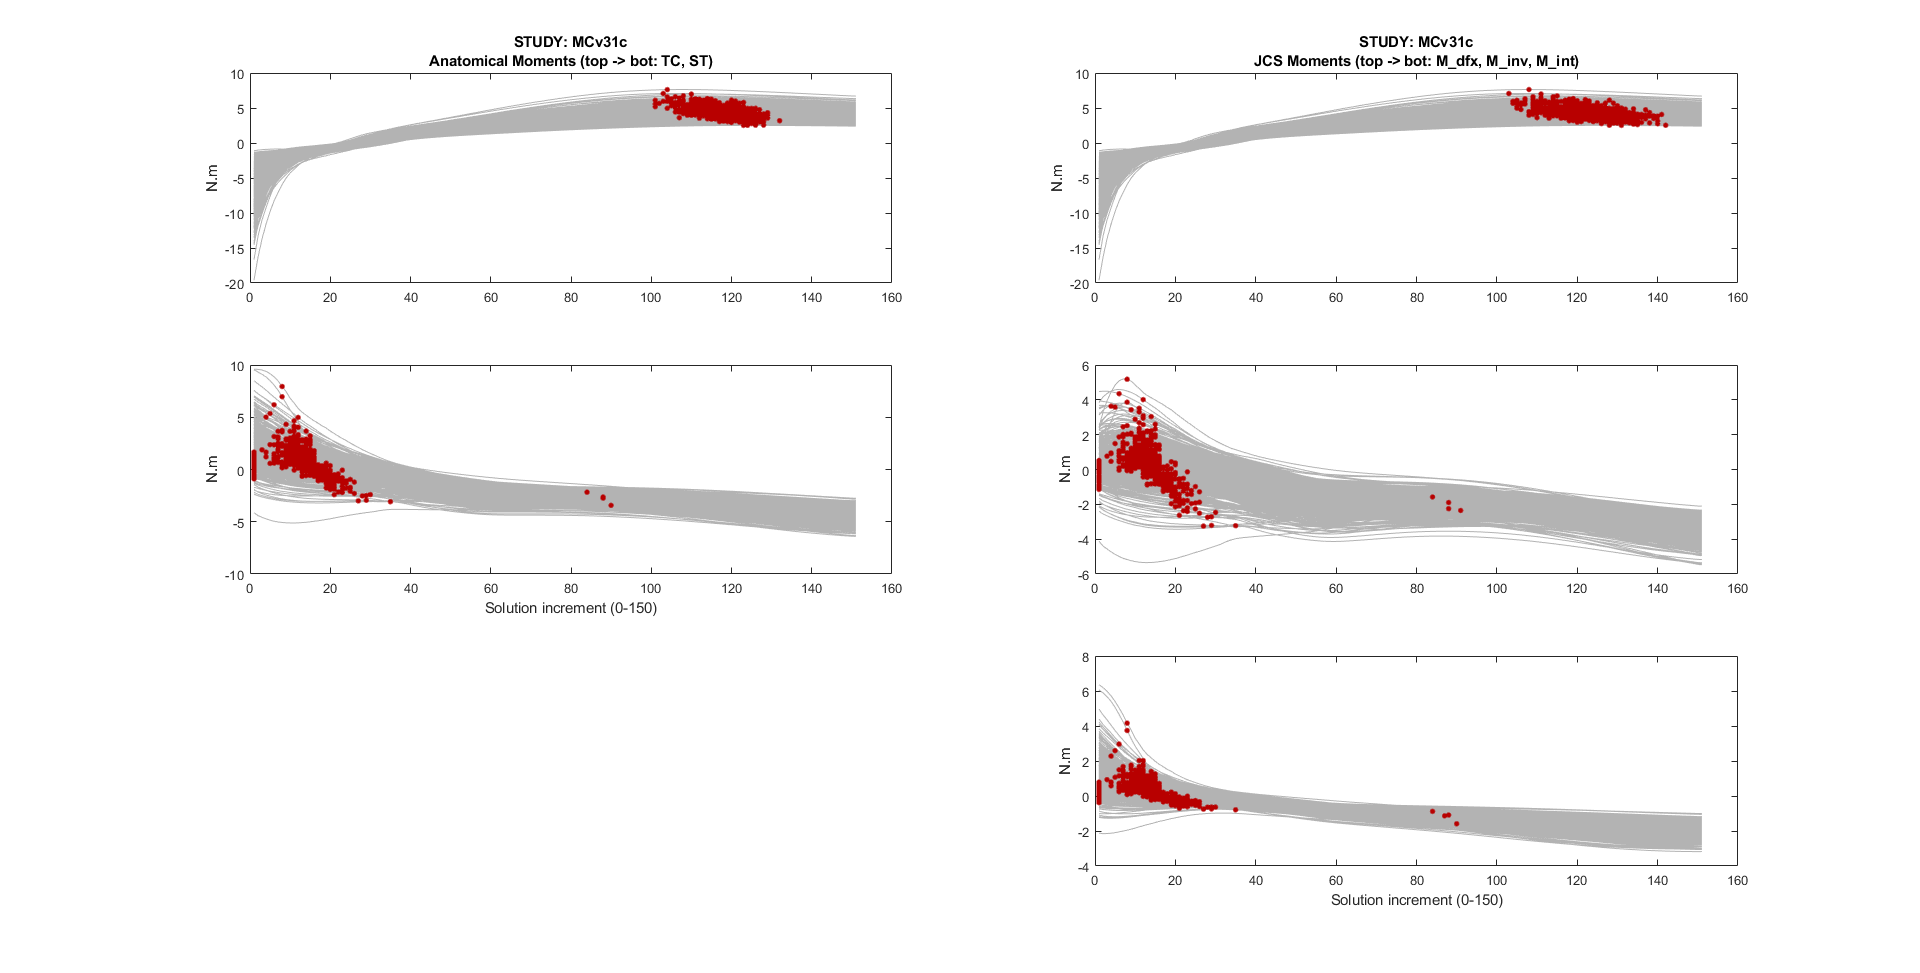 STUDY: MCv31c
Anatomical Moments (top -> bot: TC, ST)
10
5
0
-5
-10
-15
-20
N.m
0 20 40 60 80 100 120 140 160
10
5
0
-5
-10
N.m
0 20 40 60 80 100 120 140 160
Solution increment (0-150)
STUDY: MCv31c
JCS Moments (top -> bot: M_dfx, M_inv, M_int)
10
5
0
-5
-10
-15
-20
N.m
0 20 40 60 80 100 120 140 160
6
4
2
0
-2
-4
-6
N.m
0 20 40 60 80 100 120 140 160
8
6
4
2
0
-2
-4
N.m
0 20 40 60 80 100 120 140 160
Solution increment (0-150)